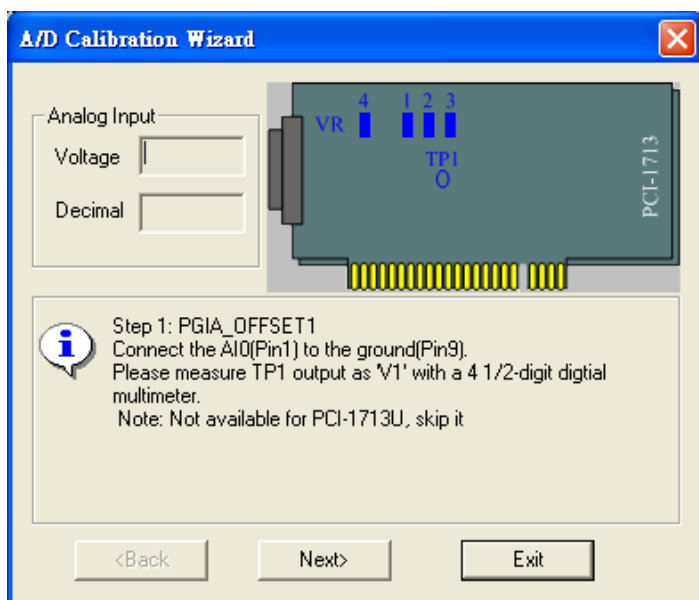 A/D Calibration Wizard
Analog Input
Voltage
Decimal
4 1 2 3
VR
TP1
PCI-1713
Step 1: PGIA_OFFSET1
Connect the AI0(Pin1) to the ground(Pin9).
Please measure TP1 output as 'V1' with a 4 1/2-digit digtial
multimeter.
Note: Not available for PCI-1713U, skip it
<Back
Next>
Exit